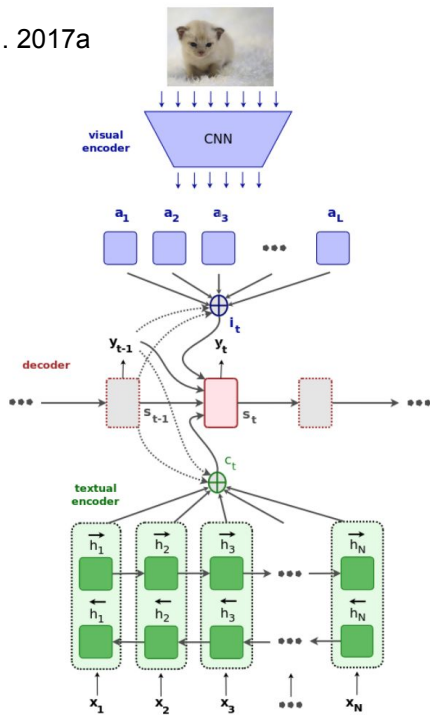 . 2017a
visual
encoder
CNN
a1 a2 a3 ... aL
it
yt-1 yt
decoder
... st-1 st ...
ct
textual
encoder
→h1 →h2 →h3 ... →hN
←h1 ←h2 ←h3 ... ←hN
x1 x2 x3 ... xN